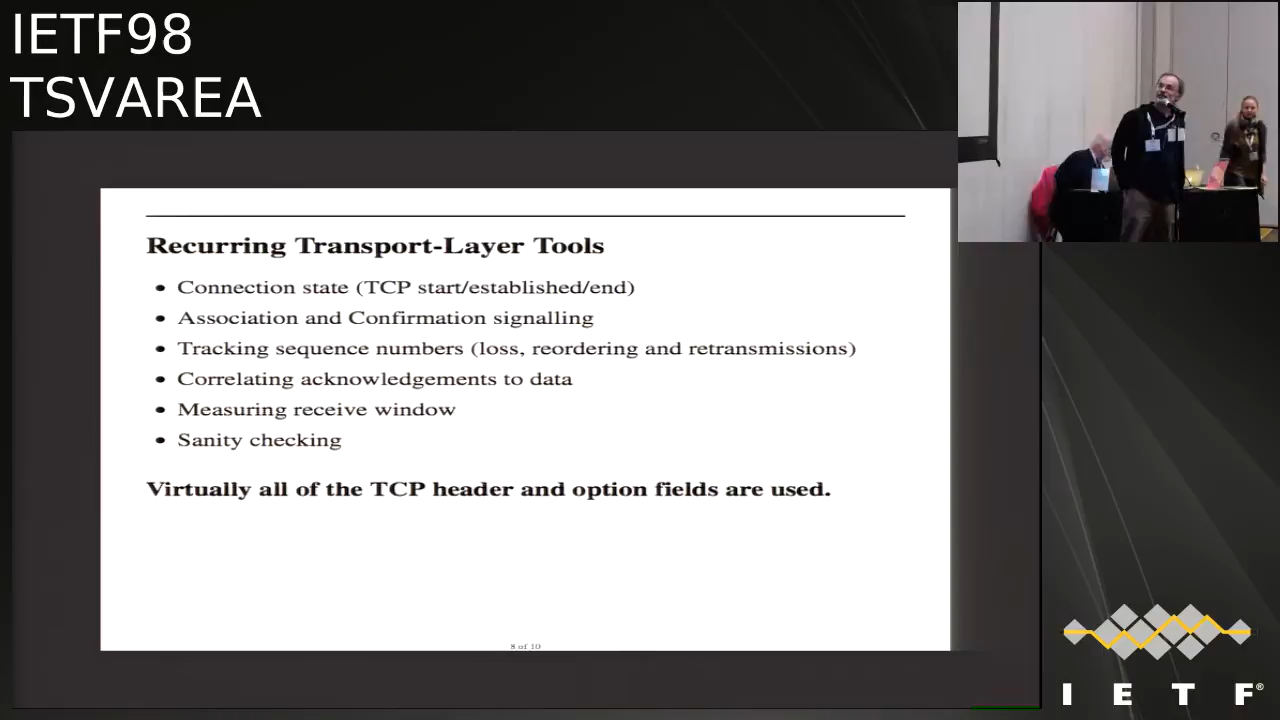 IETF98
TSVAREA
Recurring Transport-Layer Tools
• Connection state (TCP start/established/end)
• Association and Confirmation signalling
• Tracking sequence numbers (loss, reordering and retransmissions)
• Correlating acknowledgements to data
• Measuring receive window
• Sanity checking
Virtually all of the TCP header and option fields are used.
8 of 10
I E T F®